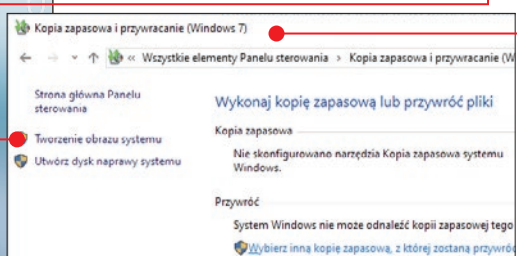 Kopia zapasowa i przywracanie (Windows 7)
« Wszystkie elementy Panelu sterowania > Kopia zapasowa i przywracanie (W
Strona główna Panelu
sterowania
Tworzenie obrazu systemu
Utwórz dysk naprawy systemu
Wykonaj kopię zapasową lub przywróć pliki
Kopia zapasowa
Nie skonfigurowano narzędzia Kopia zapasowa systemu
Windows.
Przywróć
System Windows nie może odnaleźć kopii zapasowej tego
Wybierz inną kopię zapasową, z której zostaną przywróc